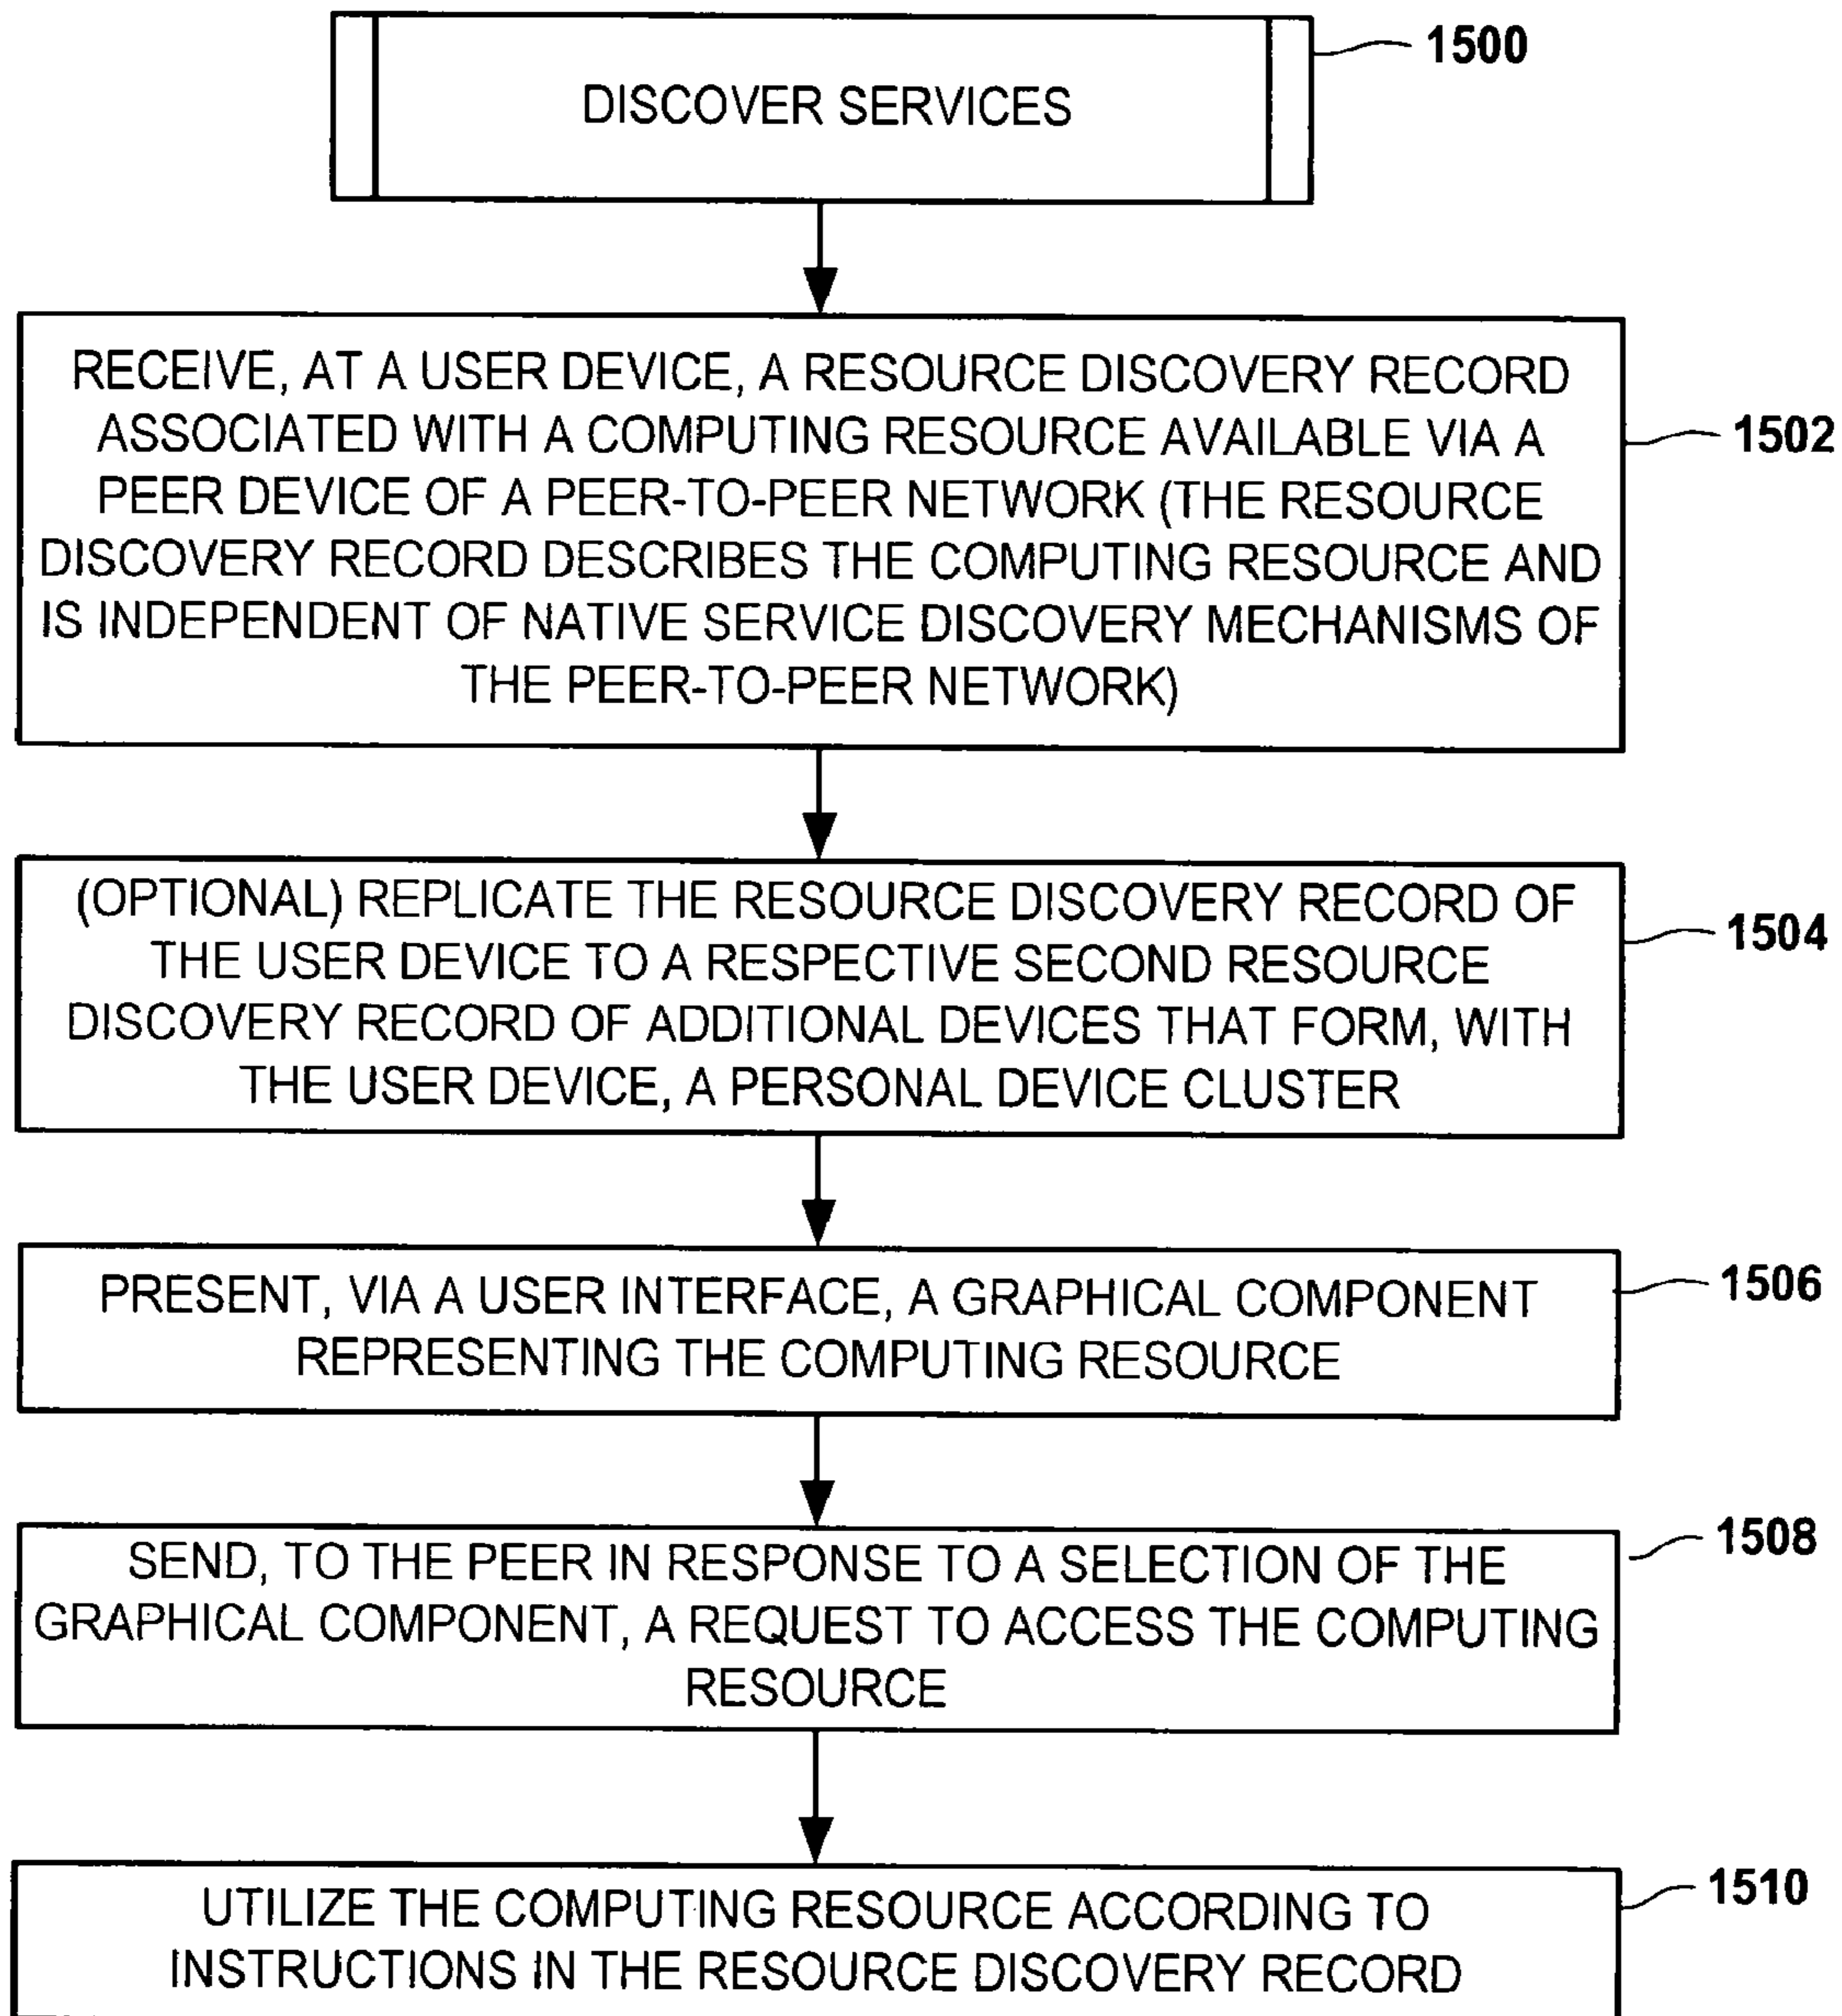 1500
DISCOVER SERVICES
RECEIVE, AT A USER DEVICE, A RESOURCE DISCOVERY RECORD
ASSOCIATED WITH A COMPUTING RESOURCE AVAILABLE VIA A
PEER DEVICE OF A PEER-TO-PEER NETWORK (THE RESOURCE
DISCOVERY RECORD DESCRIBES THE COMPUTING RESOURCE AND
IS INDEPENDENT OF NATIVE SERVICE DISCOVERY MECHANISMS OF
THE PEER-TO-PEER NETWORK)
1502
(OPTIONAL) REPLICATE THE RESOURCE DISCOVERY RECORD OF
THE USER DEVICE TO A RESPECTIVE SECOND RESOURCE
DISCOVERY RECORD OF ADDITIONAL DEVICES THAT FORM, WITH
THE USER DEVICE, A PERSONAL DEVICE CLUSTER
1504
PRESENT, VIA A USER INTERFACE, A GRAPHICAL COMPONENT
REPRESENTING THE COMPUTING RESOURCE
1506
SEND, TO THE PEER IN RESPONSE TO A SELECTION OF THE
GRAPHICAL COMPONENT, A REQUEST TO ACCESS THE COMPUTING
RESOURCE
1508
UTILIZE THE COMPUTING RESOURCE ACCORDING TO
INSTRUCTIONS IN THE RESOURCE DISCOVERY RECORD
1510